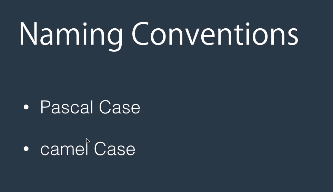 Naming Conventions
• Pascal Case
• camel Case